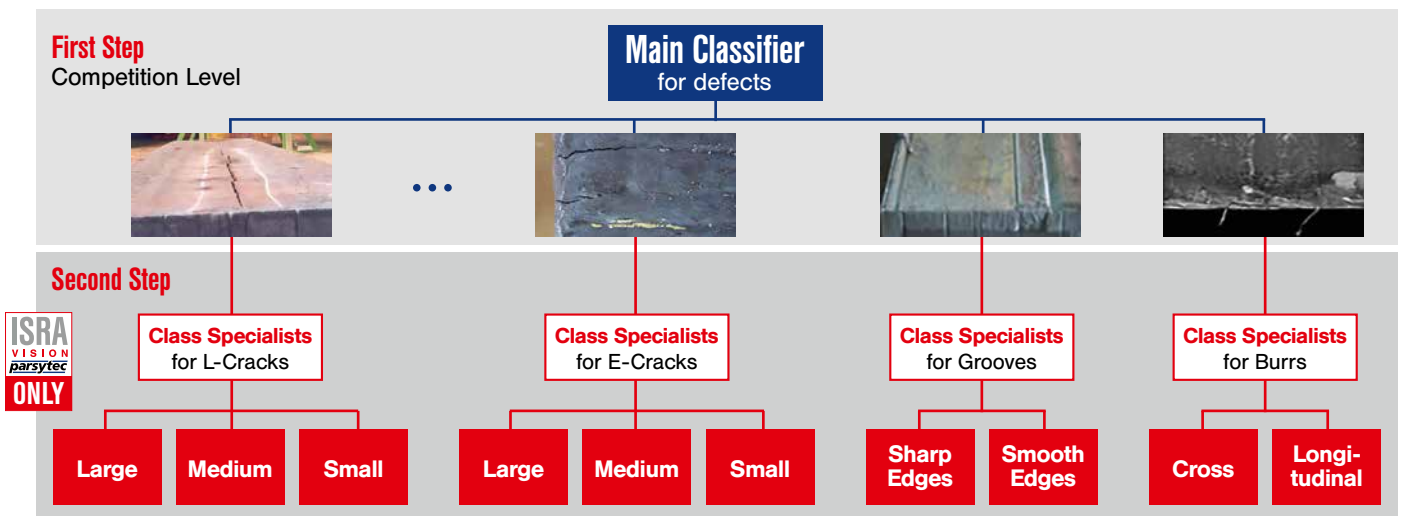 First Step
Competition Level
Main Classifier
for defects
...
Second Step
ISRA
VISION
parsytec
ONLY
Class Specialists
for L-Cracks
Class Specialists
for E-Cracks
Class Specialists
for Grooves
Class Specialists
for Burrs
Large
Medium
Small
Large
Medium
Small
Sharp
Edges
Smooth
Edges
Cross
Longi-
tudinal